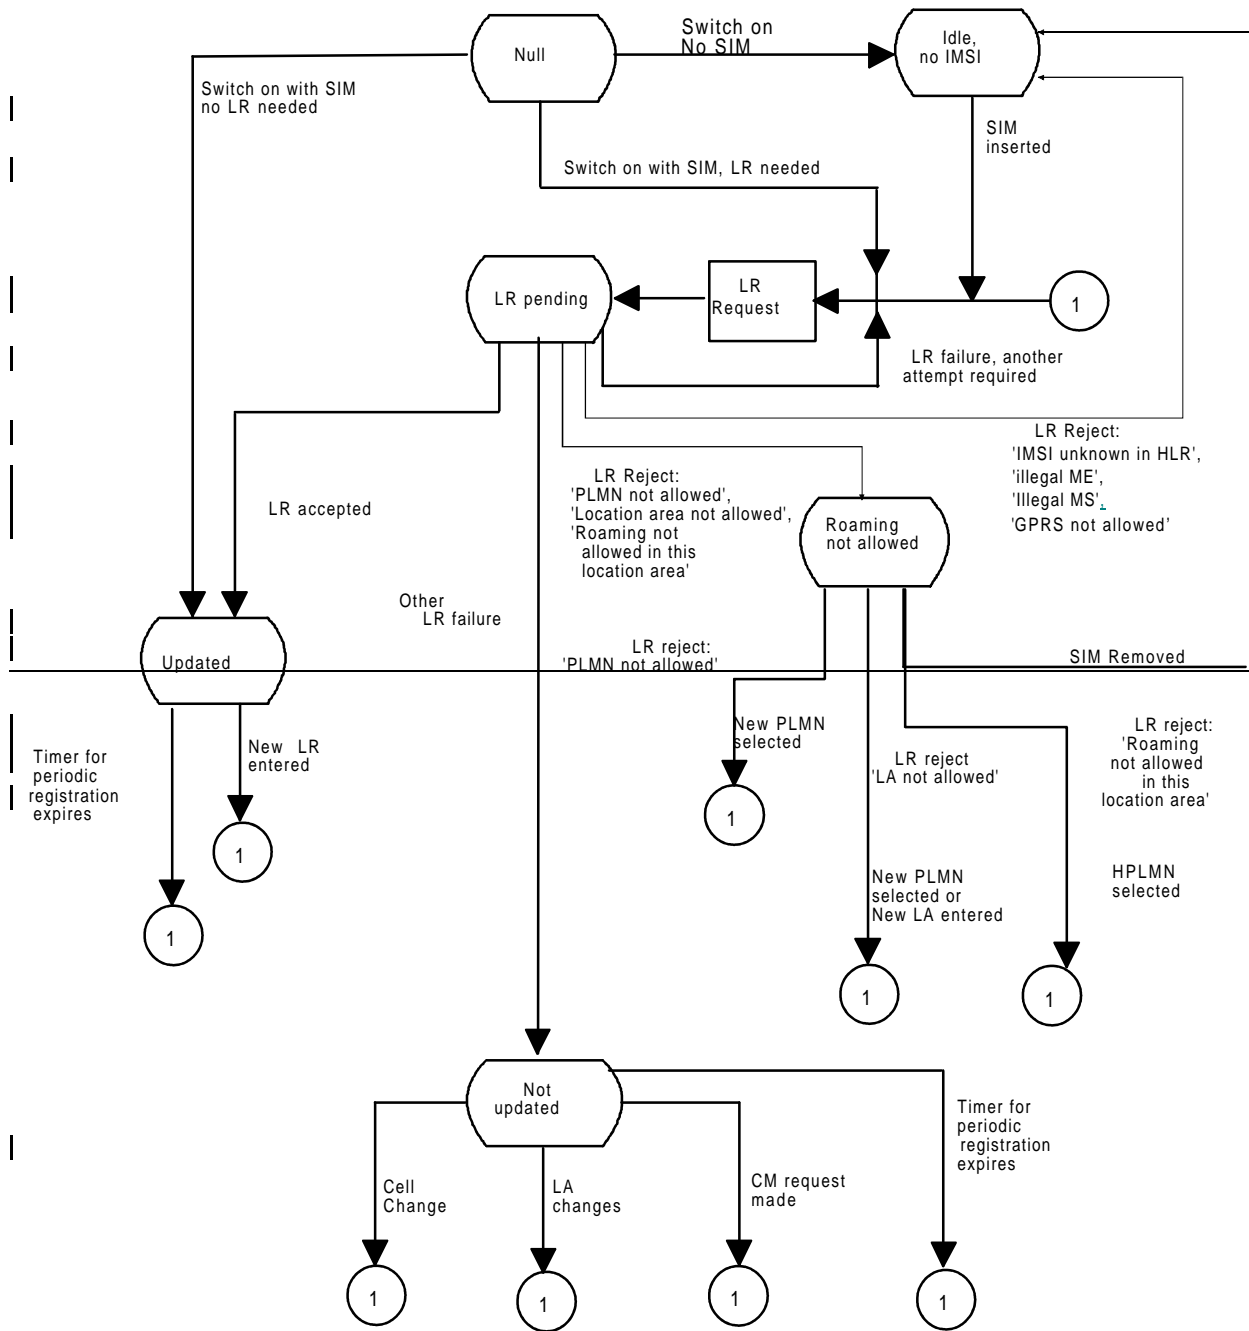 Switch on
No SIM
Null
Idle,
no IMSI
Switch on with SIM
no LR needed
SIM
inserted
Switch on with SIM, LR needed
LR pending
LR
Request
1
LR failure, another
attempt required
LR Reject:
'IMSI unknown in HLR',
'illegal ME',
'Illegal MS',
'GPRS not allowed'
LR Reject:
'PLMN not allowed',
'Location area not allowed',
'Roaming not
allowed in this
location area'
LR accepted
Roaming
not allowed
Other
LR failure
Updated
LR reject:
'PLMN not allowed'
SIM Removed
New PLMN
selected
LR reject
'LA not allowed'
LR reject:
'Roaming
not allowed
in this
location area'
Timer for
periodic
registration
expires
New LR
entered
1
1
1
New PLMN
selected or
New LA entered
HPLMN
selected
1
1
1
Not
updated
Timer for
periodic
registration
expires
Cell
Change
LA
changes
CM request
made
1
1
1
1